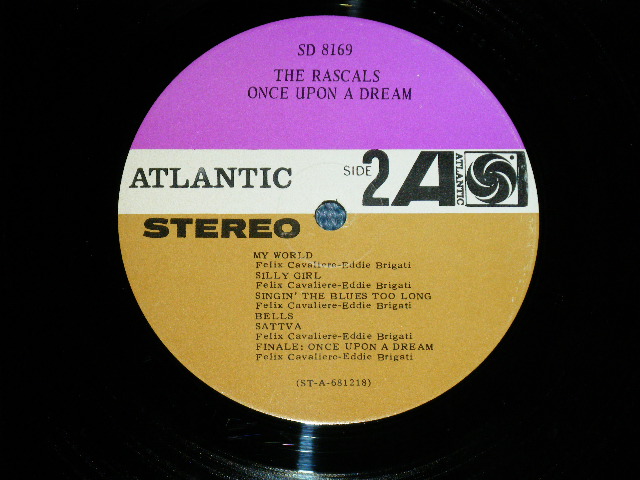 SD 8169
THE RASCALS
ONCE UPON A DREAM
ATLANTIC SIDE 2 A ATLANTIC
STEREO
MY WORLD
Felix Cavaliere-Eddie Brigati
SILLY GIRL
Felix Cavaliere-Eddie Brigati
SINGIN' THE BLUES TOO LONG
Felix Cavaliere-Eddie Brigati
BELLS
SATTVA
Felix Cavaliere-Eddie Brigati
FINALE: ONCE UPON A DREAM
Felix Cavaliere-Eddie Brigati
(ST-A-681218)